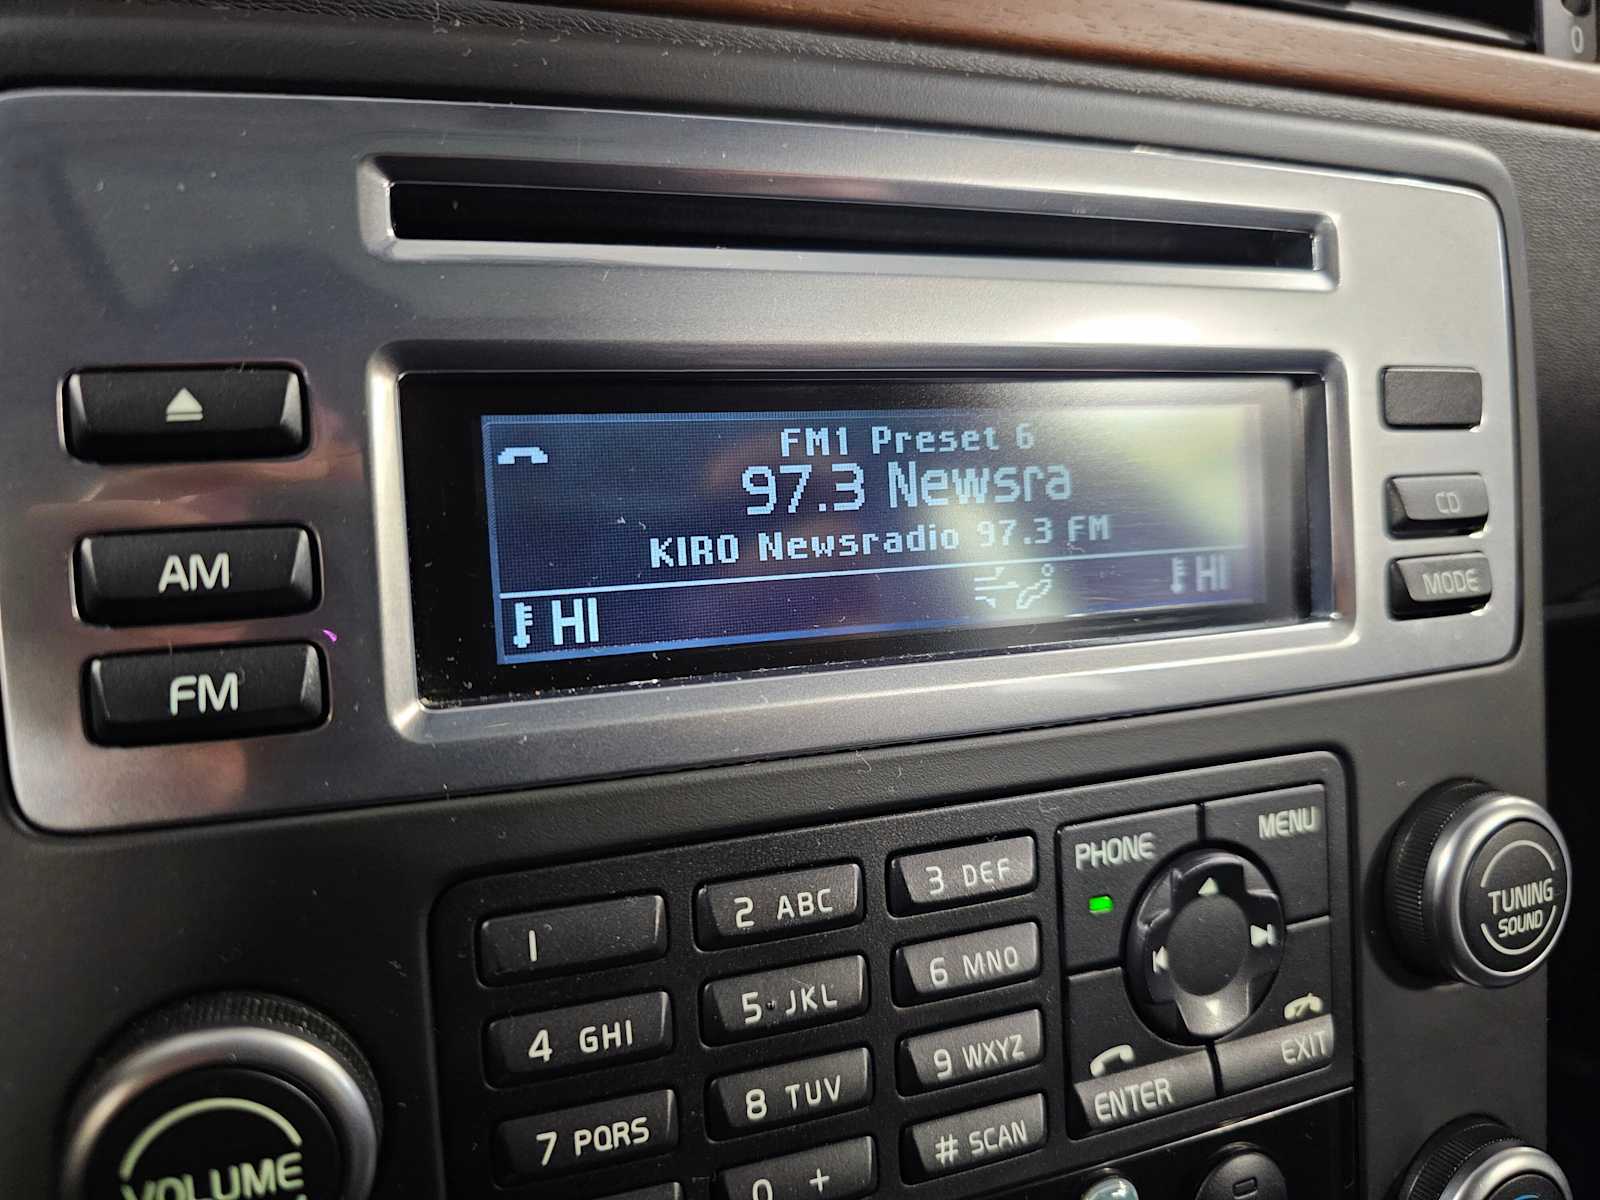 0
FM1 Preset 6
97.3 Newsra
KIRO Newsradio 97.3 FM
HI HI
AM
FM
CD
MODE
PHONE
MENU
TUNING
SOUND
1
2 ABC
3 DEF
4 GHI
5 JKL
6 MNO
7 PQRS
8 TUV
9 WXYZ
0 +
# SCAN
ENTER
EXIT
VOLUME